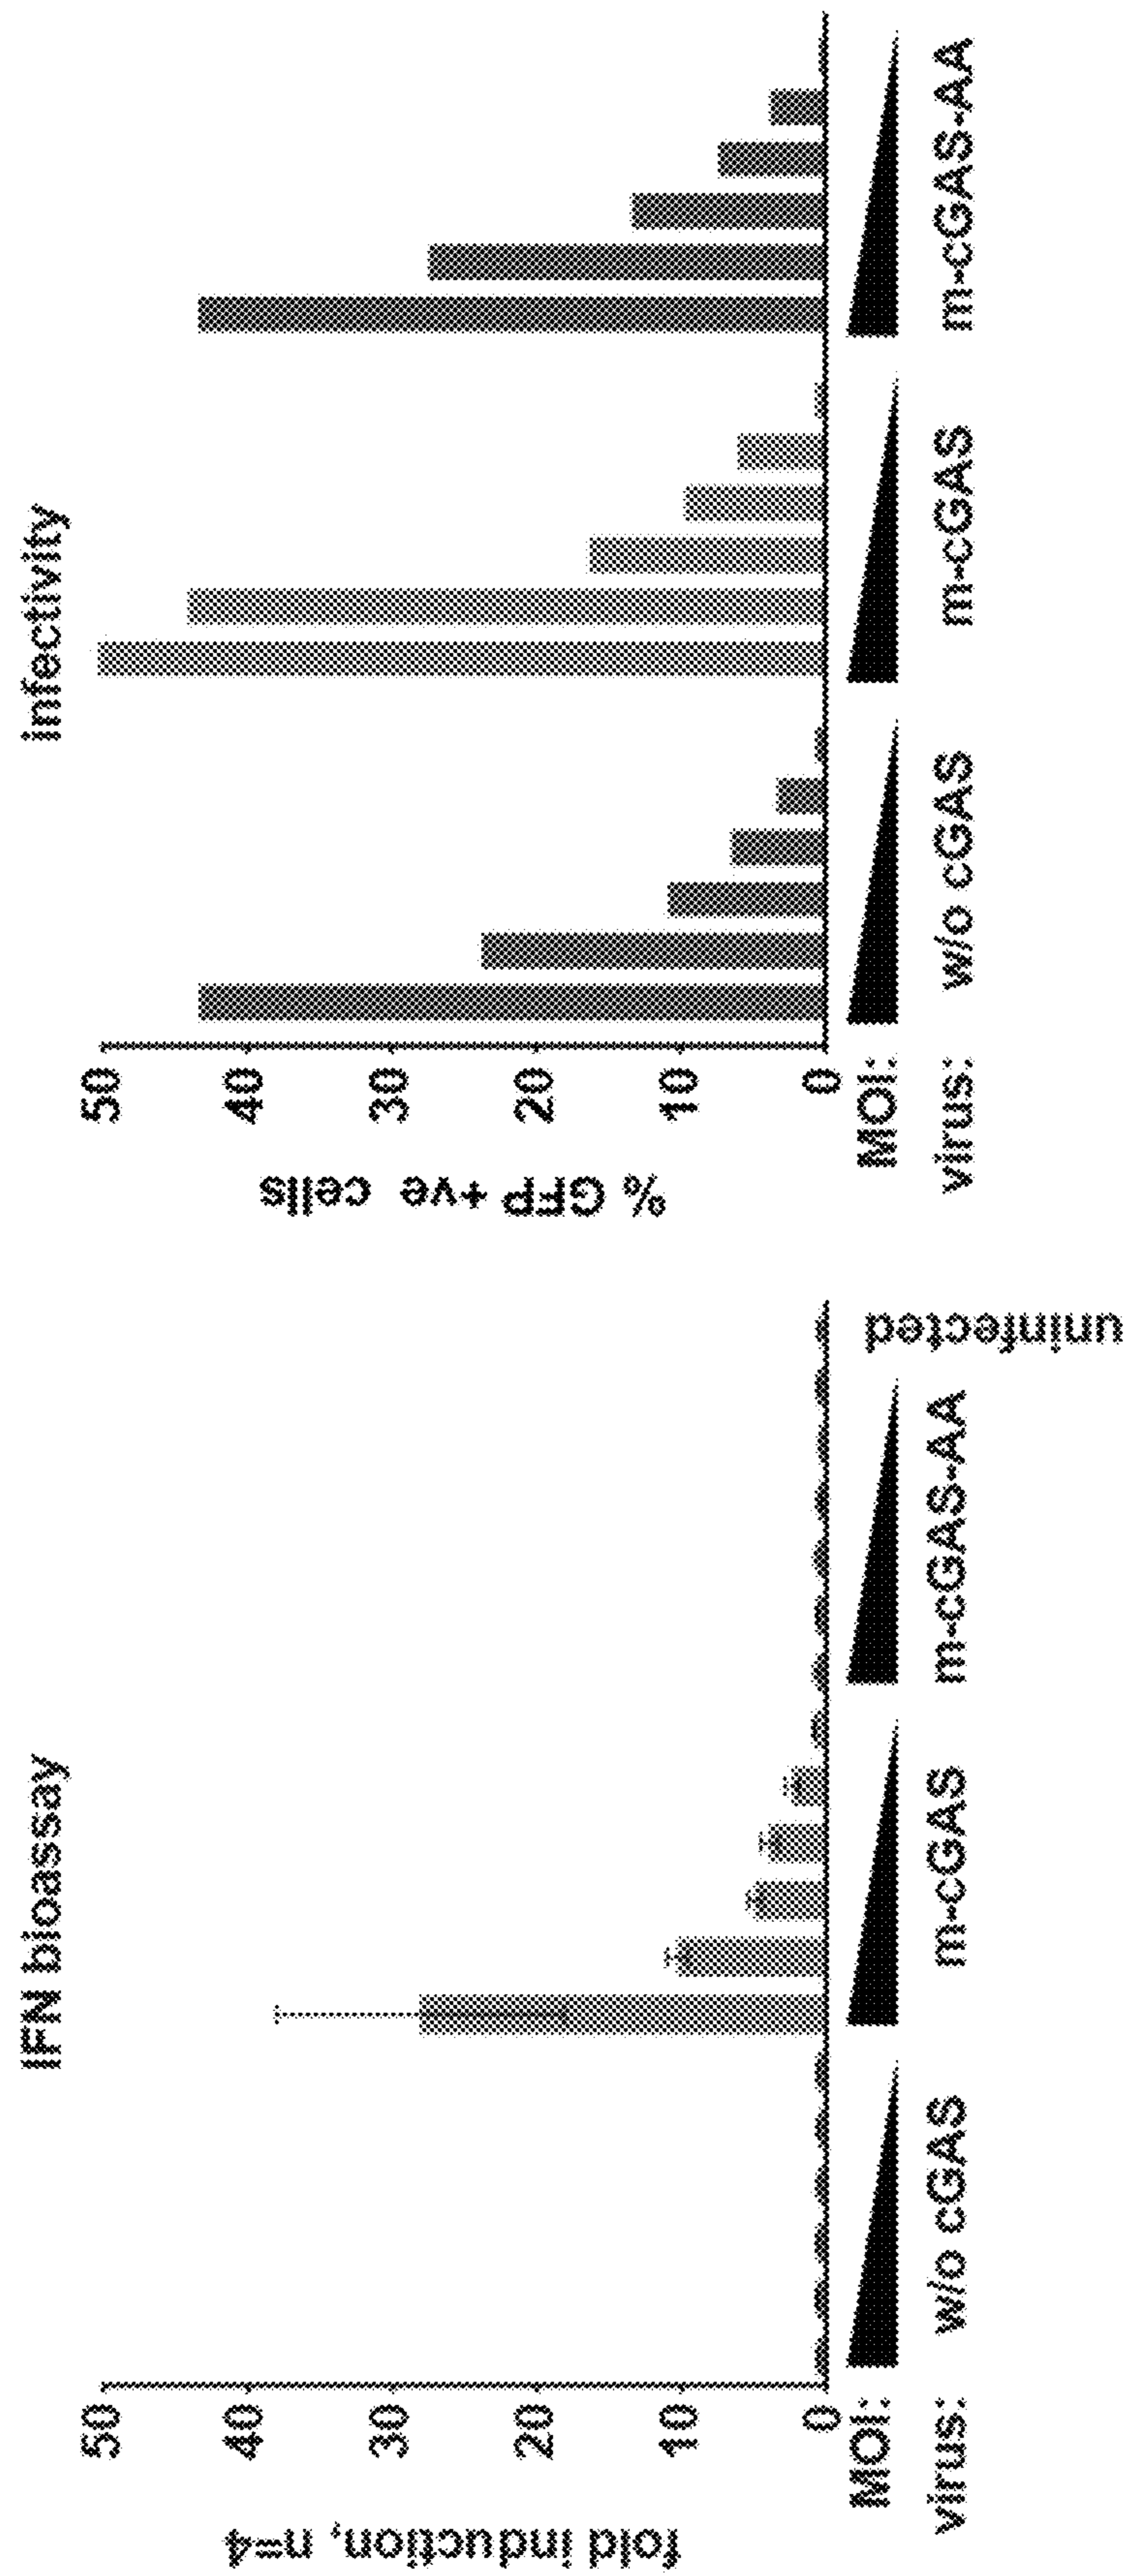 IFN bioassay
fold induction, n=4
50
40
30
20
10
0
MOI:
virus: w/o cGAS m-cGAS m-cGAS-AA uninfected
infectivity
% GFP +ve cells
50
40
30
20
10
0
MOI:
virus: w/o cGAS m-cGAS m-cGAS-AA